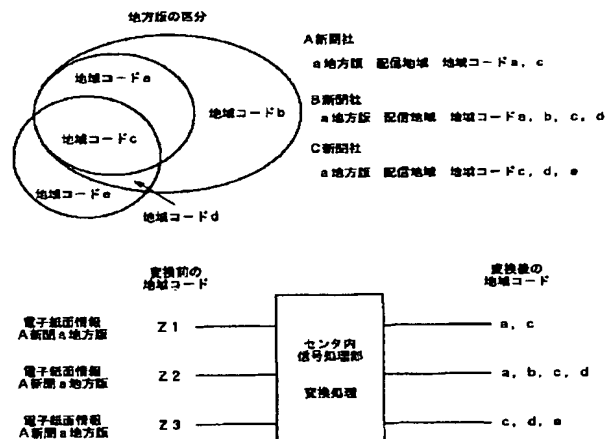 地方版の区分
地域コードa
地域コードb
地域コードc
地域コードe
地域コードd
A新聞社
a地方版 配信地域 地域コードa, c
B新聞社
a地方版 配信地域 地域コードa, b, c, d
C新聞社
a地方版 配信地域 地域コードc, d, e
変換前の
地域コード
変換後の
地域コード
電子紙面情報
A新聞a地方版
Z1
a, c
電子紙面情報
A新聞a地方版
Z2
a, b, c, d
電子紙面情報
A新聞a地方版
Z3
c, d, e
センタ内
信号処理部
変換処理